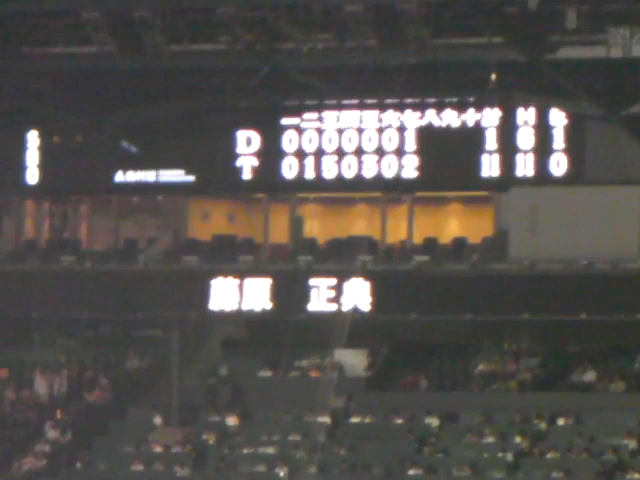 一二三四五六七八九十計 H E
D 0000001 1 6 1
T 0150302 11 11 0
藤原 正典